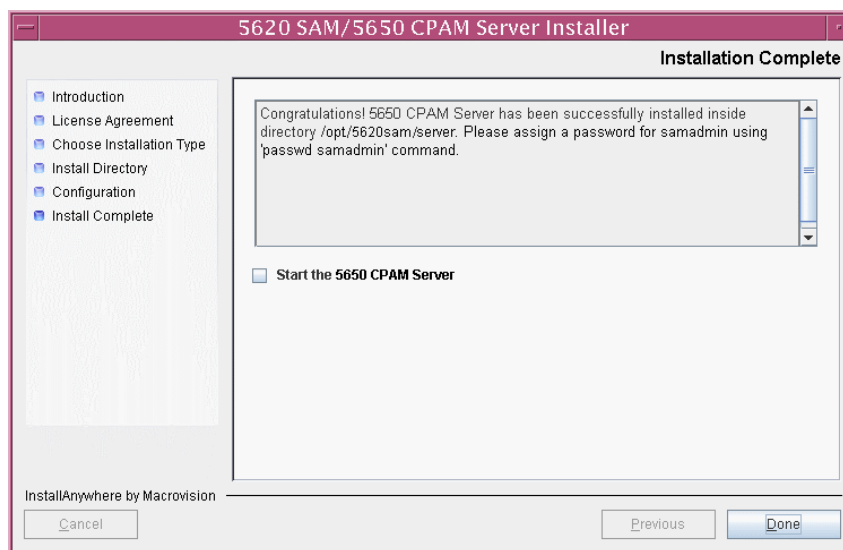 5620 SAM/5650 CPAM Server Installer
Installation Complete
Introduction
License Agreement
Choose Installation Type
Install Directory
Configuration
Install Complete
Congratulations! 5650 CPAM Server has been successfully installed inside
directory /opt/5620sam/server. Please assign a password for samadmin using
'passwd samadmin' command.
Start the 5650 CPAM Server
InstallAnywhere by Macrovision
Cancel
Previous
Done